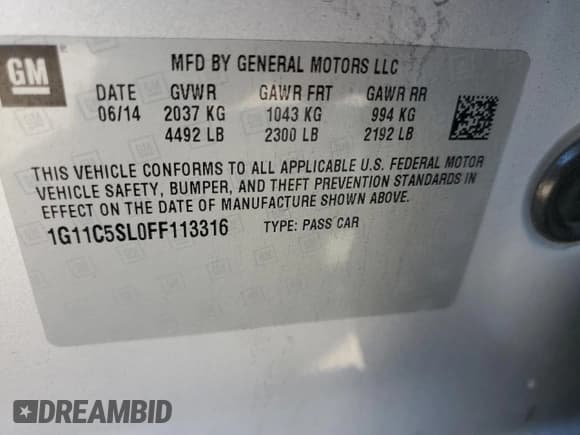 GM
MFD BY GENERAL MOTORS LLC
DATE GVWR GAWR FRT GAWR RR
06/14 2037 KG 1043 KG 994 KG
4492 LB 2300 LB 2192 LB
THIS VEHICLE CONFORMS TO ALL APPLICABLE U.S. FEDERAL MOTOR
VEHICLE SAFETY, BUMPER, AND THEFT PREVENTION STANDARDS IN
EFFECT ON THE DATE OF MANUFACTURE SHOWN ABOVE.
1G11C5SL0FF113316 TYPE: PASS CAR
DREAMBID